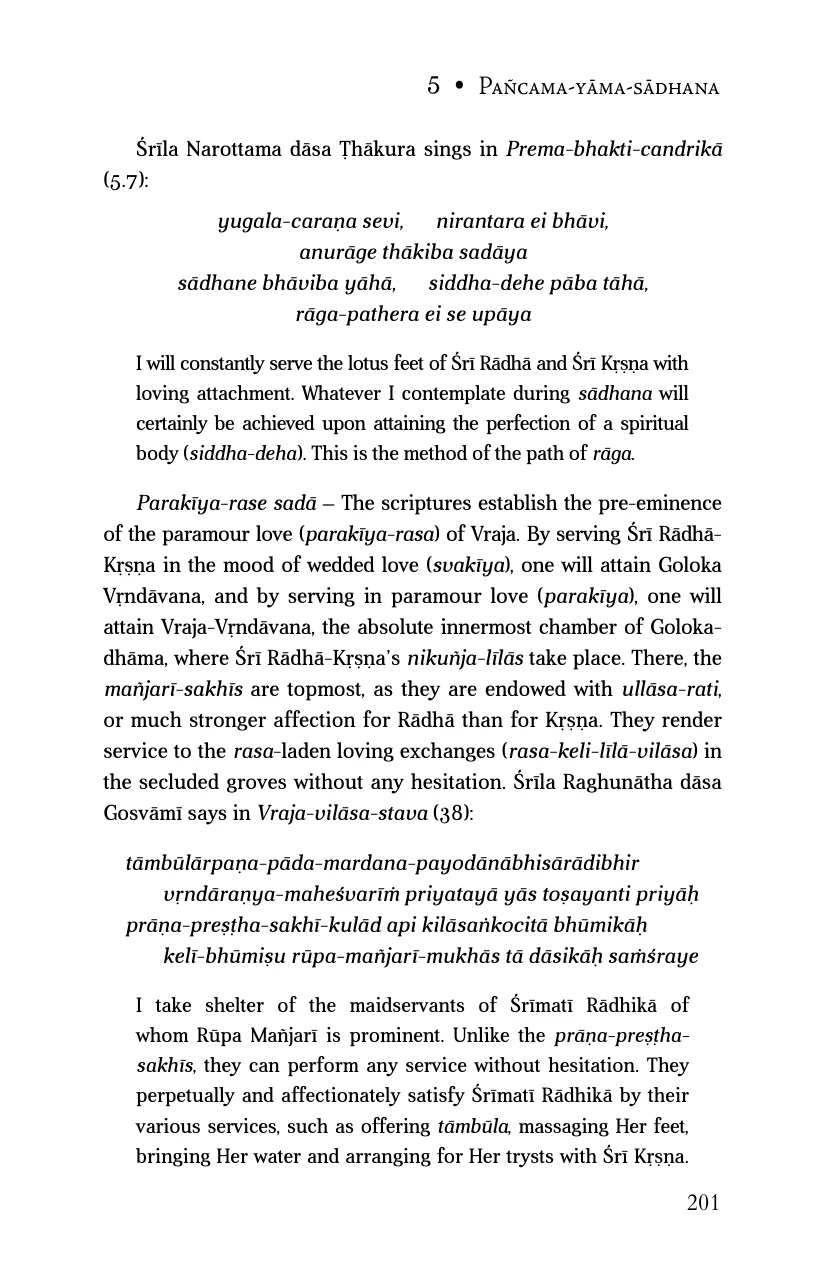 5 • Pañcama-yāma-sādhana
Śrīla Narottama dāsa Ṭhākura sings in Prema-bhakti-candrikā
(5.7):
yugala-caraṇa sevi, nirantara ei bhāvi,
anurāge thākiba sadāya
sādhane bhāviba yāhā, siddha-dehe pāba tāhā,
rāga-pathera ei se upāya
I will constantly serve the lotus feet of Śrī Rādhā and Śrī Kṛṣṇa with
loving attachment. Whatever I contemplate during sādhana will
certainly be achieved upon attaining the perfection of a spiritual
body (siddha-deha). This is the method of the path of rāga.
Parakīya-rase sadā – The scriptures establish the pre-eminence
of the paramour love (parakīya-rasa) of Vraja. By serving Śrī Rādhā-
Kṛṣṇa in the mood of wedded love (svakīya), one will attain Goloka
Vṛndāvana, and by serving in paramour love (parakīya), one will
attain Vraja-Vṛndāvana, the absolute innermost chamber of Goloka-
dhāma, where Śrī Rādhā-Kṛṣṇa’s nikuñja-līlās take place. There, the
mañjarī-sakhīs are topmost, as they are endowed with ullāsa-rati,
or much stronger affection for Rādhā than for Kṛṣṇa. They render
service to the rasa-laden loving exchanges (rasa-keli-līlā-vilāsa) in
the secluded groves without any hesitation. Śrīla Raghunātha dāsa
Gosvāmī says in Vraja-vilāsa-stava (38):
tāmbūlārpaṇa-pāda-mardana-payodānābhisārādibhir
vṛndāraṇya-maheśvarīṁ priyatayā yās toṣayanti priyāḥ
prāṇa-preṣṭha-sakhī-kulād api kilāsaṅkocitā bhūmikāḥ
kelī-bhūmiṣu rūpa-mañjarī-mukhās tā dāsikāḥ saṁśraye
I take shelter of the maidservants of Śrīmatī Rādhikā of
whom Rūpa Mañjarī is prominent. Unlike the prāṇa-preṣṭha-
sakhīs, they can perform any service without hesitation. They
perpetually and affectionately satisfy Śrīmatī Rādhikā by their
various services, such as offering tāmbūla, massaging Her feet,
bringing Her water and arranging for Her trysts with Śrī Kṛṣṇa.
201